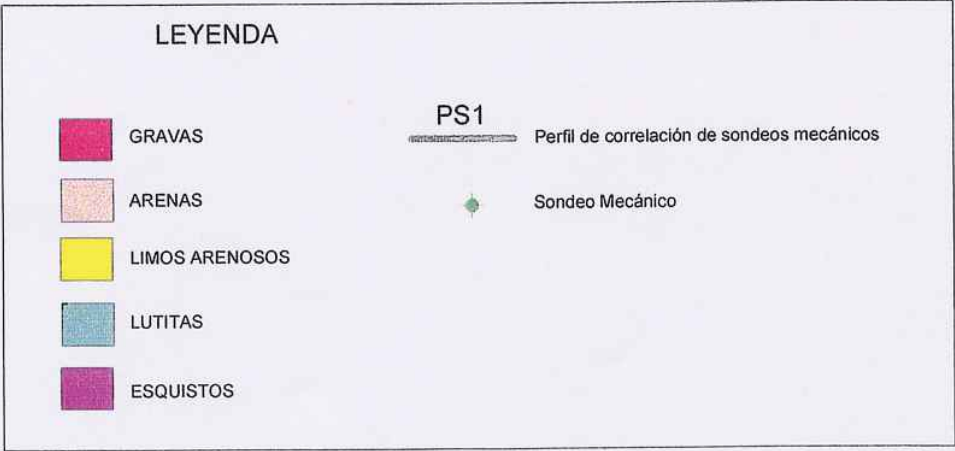 LEYENDA
GRAVAS
ARENAS
LIMOS ARENOSOS
LUTITAS
ESQUISTOS
PS1
Perfil de correlación de sondeos mecánicos
Sondeo Mecánico